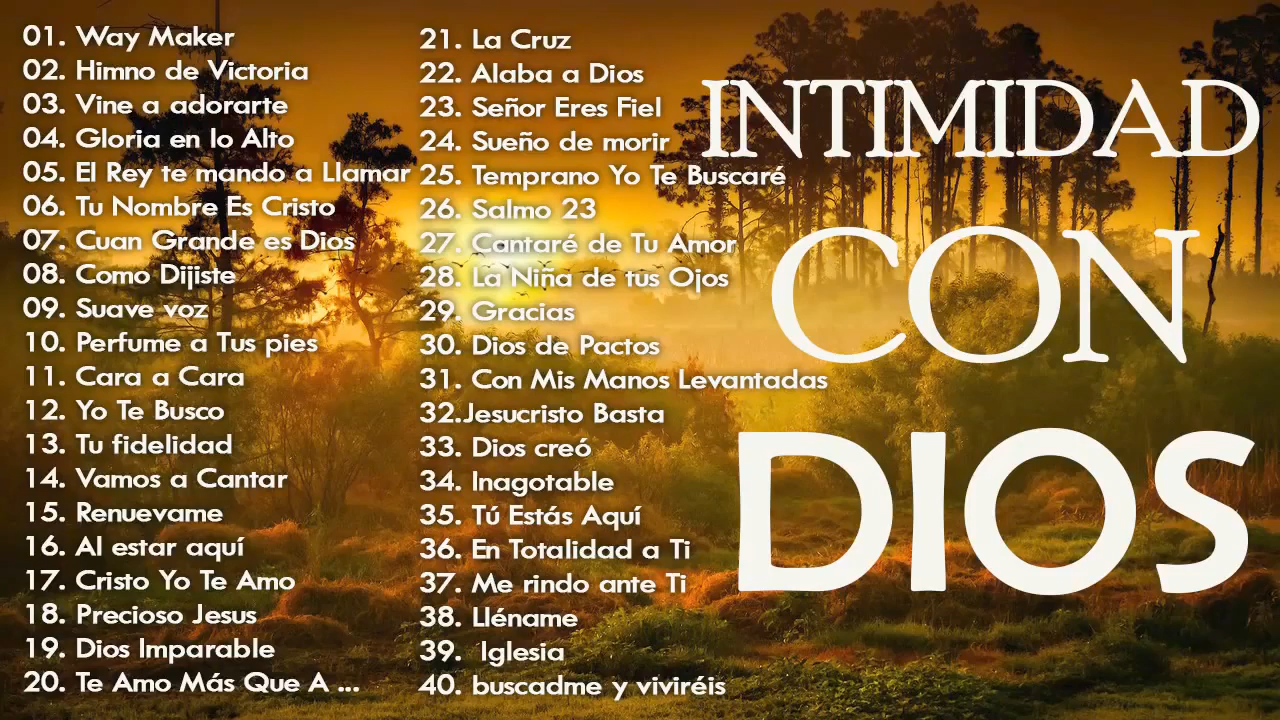 01. Way Maker
02. Himno de Victoria
03. Vine a adorarte
04. Gloria en lo Alto
05. El Rey te mando a Llamar
06. Tu Nombre Es Cristo
07. Cuan Grande es Dios
08. Como Dijiste
09. Suave voz
10. Perfume a Tus pies
11. Cara a Cara
12. Yo Te Busco
13. Tu fidelidad
14. Vamos a Cantar
15. Renuevame
16. Al estar aquí
17. Cristo Yo Te Amo
18. Precioso Jesus
19. Dios Imparable
20. Te Amo Más Que A ...
21. La Cruz
22. Alaba a Dios
23. Señor Eres Fiel
24. Sueño de morir
25. Temprano Yo Te Buscaré
26. Salmo 23
27. Cantaré de Tu Amor
28. La Niña de tus Ojos
29. Gracias
30. Dios de Pactos
31. Con Mis Manos Levantadas
32.Jesucristo Basta
33. Dios creó
34. Inagotable
35. Tú Estás Aquí
36. En Totalidad a Ti
37. Me rindo ante Ti
38. Lléname
39. Iglesia
40. buscadme y viviréis
INTIMIDAD
CON
DIOS